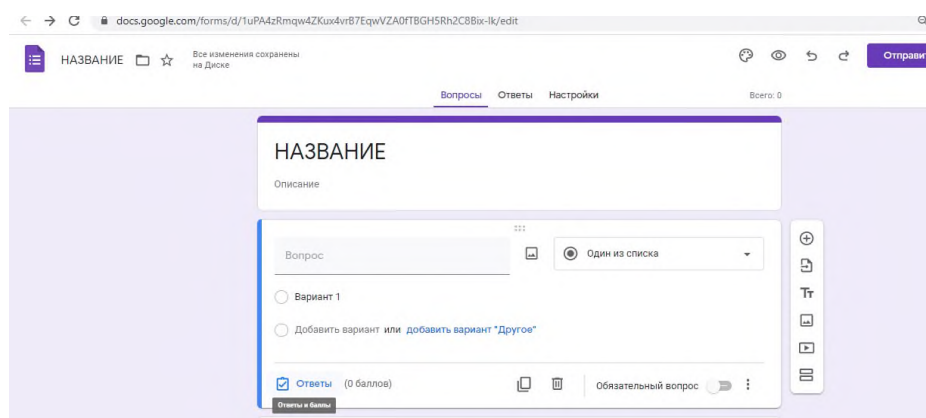 docs.google.com/forms/d/1uPA4zRmqw4ZKux4vrB7EqwVZA0fTBGH5Rh2C8Bix-lk/edit
НАЗВАНИЕ
Все изменения сохранены
на Диске
Отправи
Вопросы Ответы Настройки Всего: 0
НАЗВАНИЕ
Описание
Вопрос
Один из списка
Вариант 1
Добавить вариант или добавить вариант "Другое"
Ответы (0 баллов)
Обязательный вопрос
Ответы и баллы
Тт